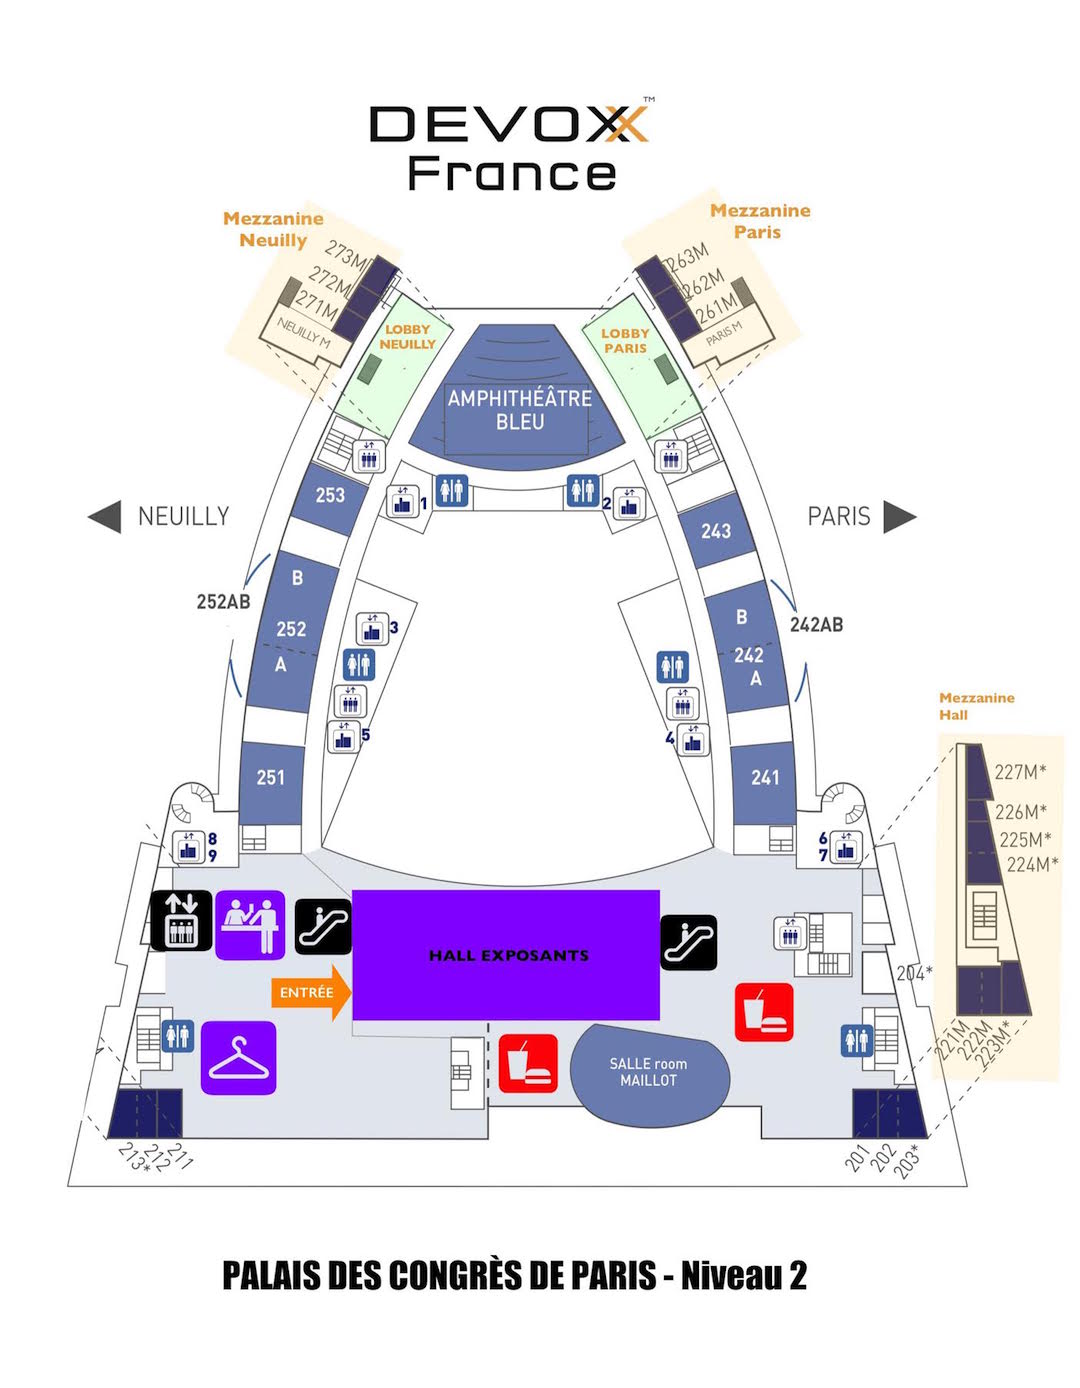 DEVOXX™
France
Mezzanine
Neuilly
273M
272M
271M
NEUILLY M
LOBBY
NEUILLY
Mezzanine
Paris
263M
262M
261M
PARIS M
LOBBY
PARIS
AMPHITHÉÂTRE
BLEU
253
1
2
243
NEUILLY
PARIS
B
252AB
252
A
3
5
B
242AB
242
A
4
251
241
8
9
6
7
Mezzanine
Hall
227M*
226M*
225M*
224M*
204*
221M
222M
223M*
HALL EXPOSANTS
ENTRÉE
SALLE room
MAILLOT
213*
212
211
201
202
203*
PALAIS DES CONGRÈS DE PARIS - Niveau 2